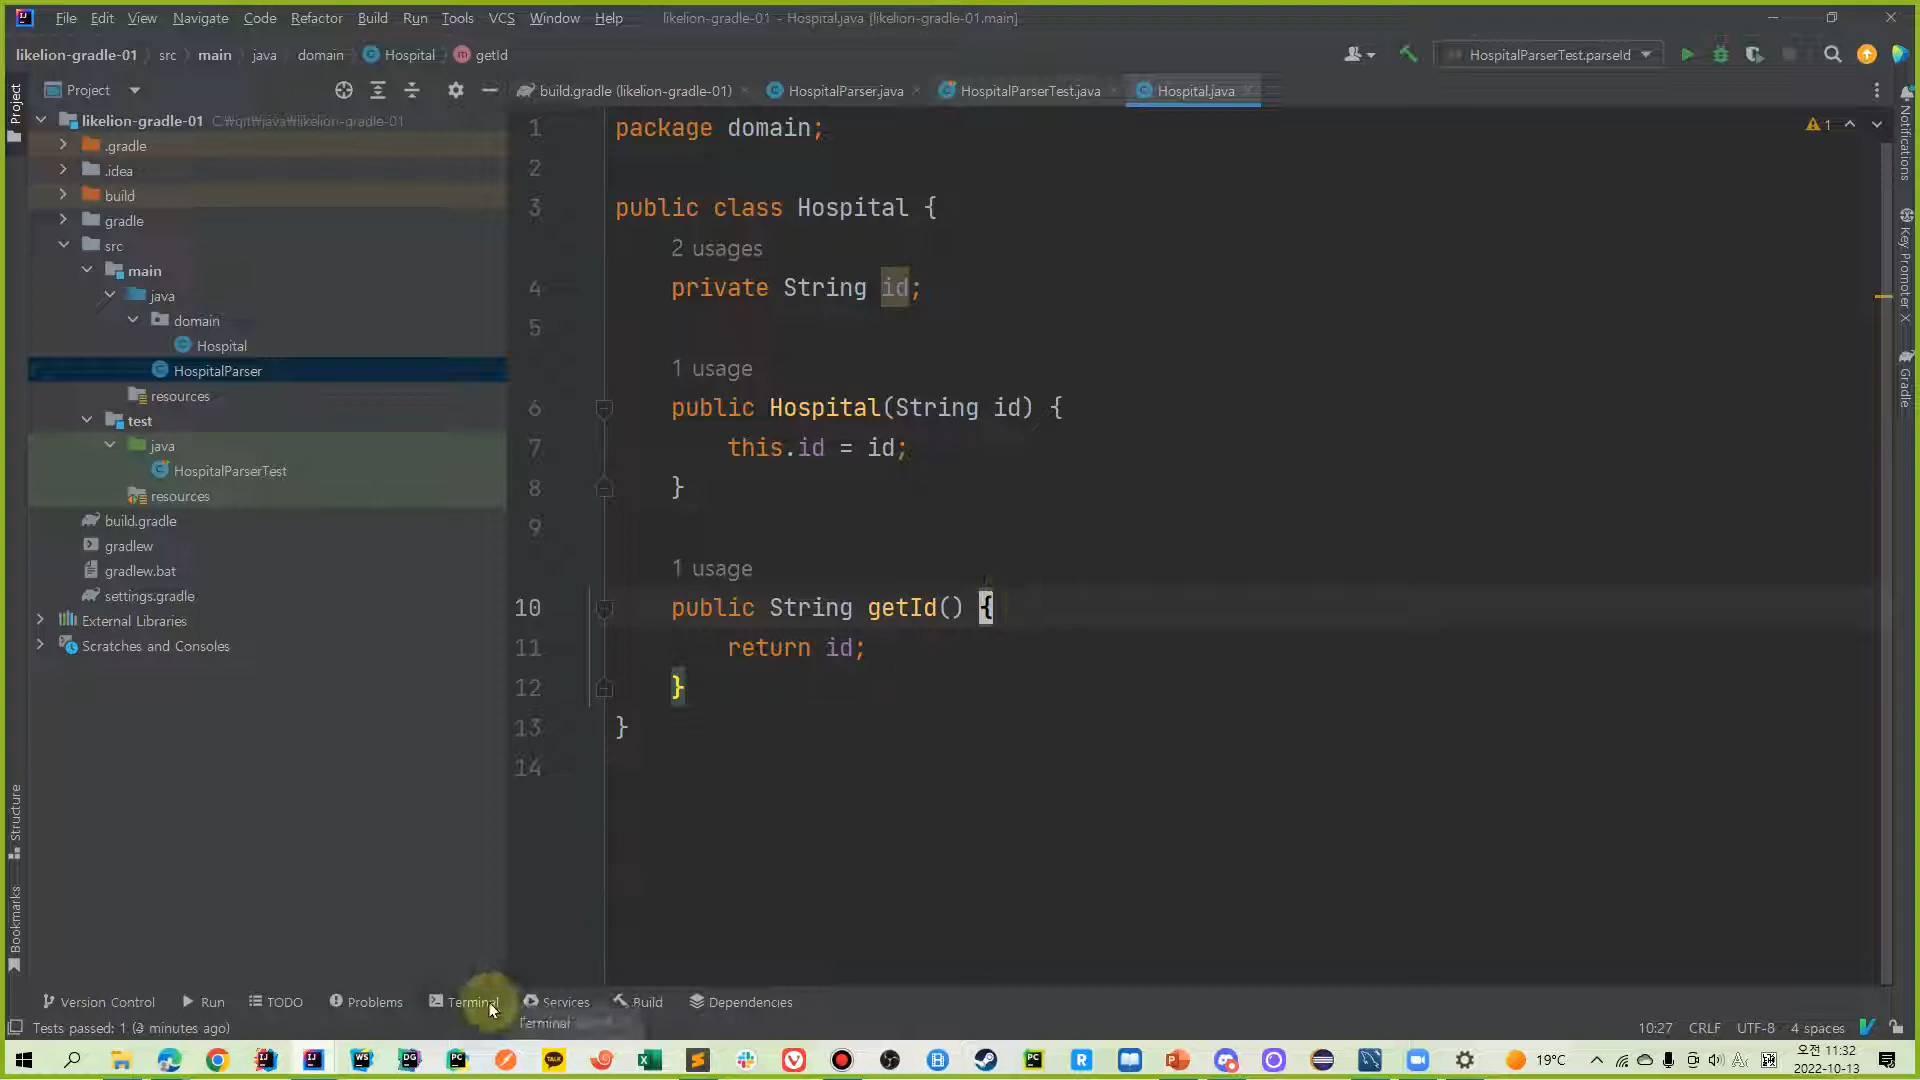 File Edit View Navigate Code Refactor Build Run Tools VCS Window Help likelion-gradle-01 - Hospital.java [likelion-gradle-01.main]
likelion-gradle-01 src main java domain Hospital getId
HospitalParserTest.parseId
Project
build.gradle (likelion-gradle-01) HospitalParser.java HospitalParserTest.java Hospital.java
likelion-gradle-01
.gradle
.idea
build
gradle
src
main
java
domain
Hospital
HospitalParser
resources
test
java
HospitalParserTest
resources
build.gradle
gradlew
gradlew.bat
settings.gradle
External Libraries
Scratches and Consoles
1 package domain;
2
3 public class Hospital {
2 usages
4 private String id;
5
1 usage
6 public Hospital(String id) {
7 this.id = id;
8 }
9
1 usage
10 public String getId() {
11 return id;
12 }
13 }
14
1
Project
Structure
Bookmarks
Notifications
Key Promoter X
Gradle
Version Control Run TODO Problems Terminal Services Build Dependencies
Terminal
Tests passed: 1 (3 minutes ago)
10:27 CRLF UTF-8 4 spaces
19°C
오전 11:32
2022-10-13